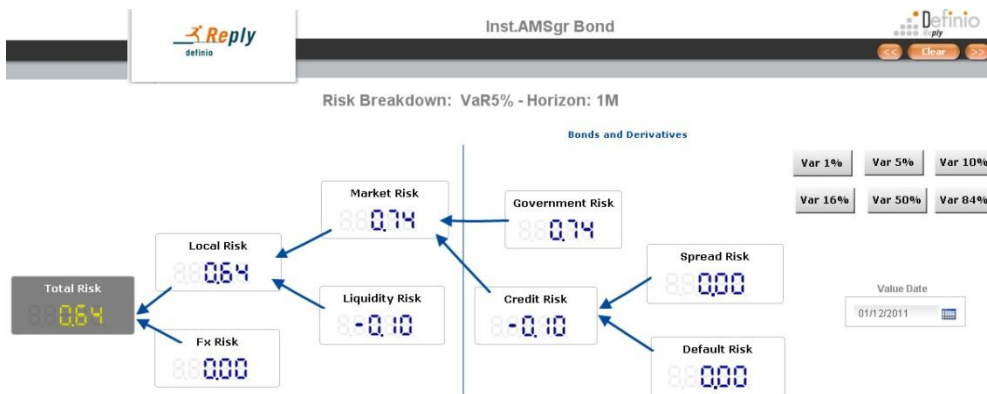 Inst.AMSgr Bond
Reply
definio
Definio
Reply
<< Clear >>
Risk Breakdown: VaR5% - Horizon: 1M
Bonds and Derivatives
Var 1% Var 5% Var 10%
Var 16% Var 50% Var 84%
Market Risk
0.74
Government Risk
0.74
Local Risk
0.64
Spread Risk
0.00
Total Risk
0.64
Liquidity Risk
-0.10
Credit Risk
-0.10
Value Date
01/12/2011
Fx Risk
0.00
Default Risk
0.00